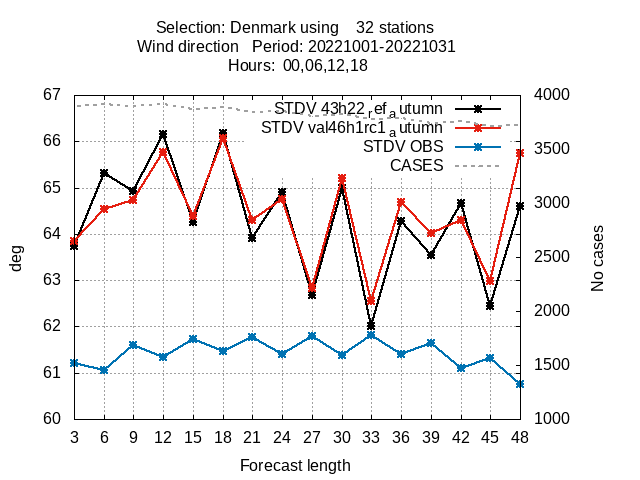 Selection: Denmark using    32 stations
Wind direction   Period: 20221001-20221031
Hours:  00,06,12,18
67 4000
STDV 43h22_ref_autumn
STDV val46h1rc1_autumn
66 3500
STDV OBS
CASES
65 3000
64
deg
63 2500
No cases
62 2000
61 1500
60 1000
3 6 9 12 15 18 21 24 27 30 33 36 39 42 45 48
Forecast length